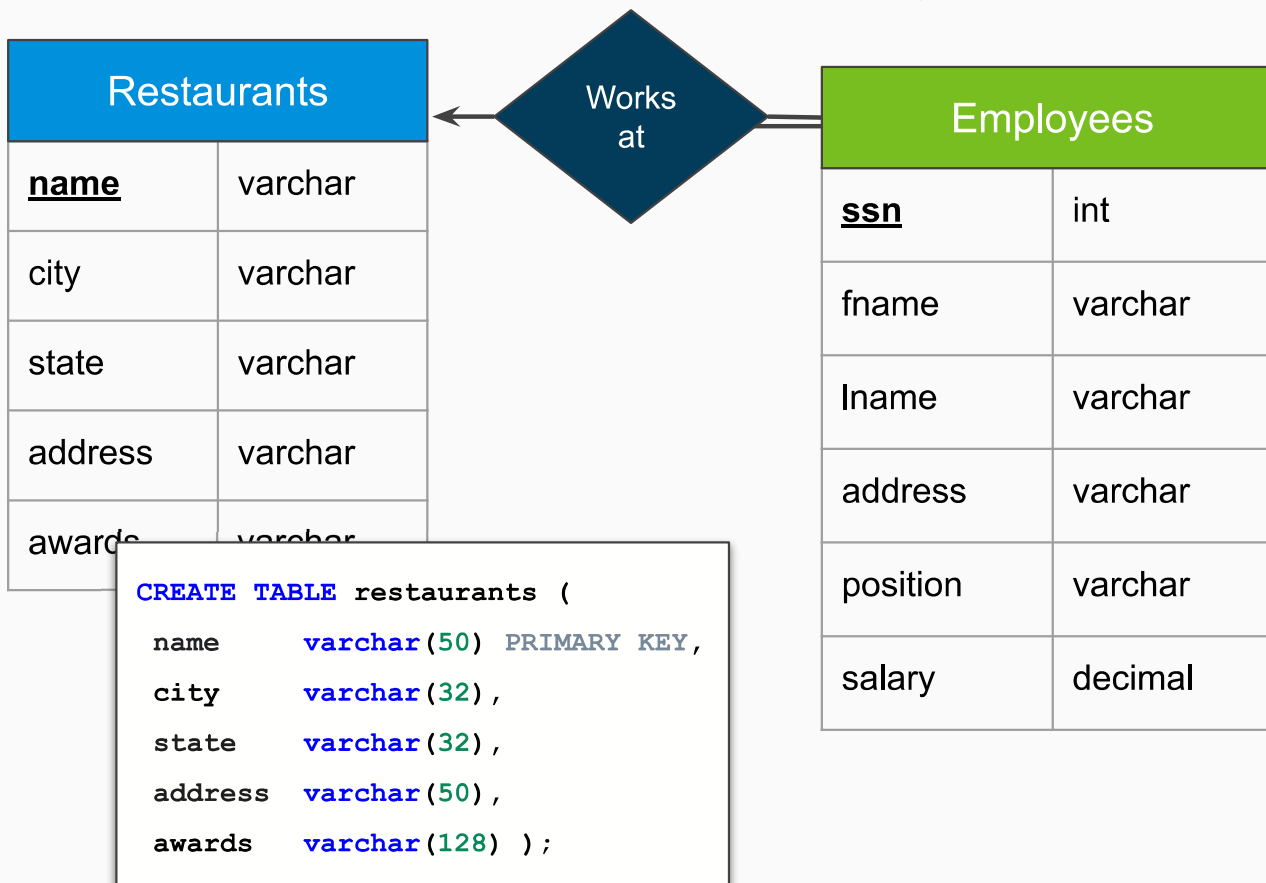 Restaurants
name varchar
city varchar
state varchar
address varchar
awards varchar
Works
at
Employees
ssn int
fname varchar
lname varchar
address varchar
position varchar
salary decimal
CREATE TABLE restaurants (
name varchar(50) PRIMARY KEY,
city varchar(32),
state varchar(32),
address varchar(50),
awards varchar(128) );